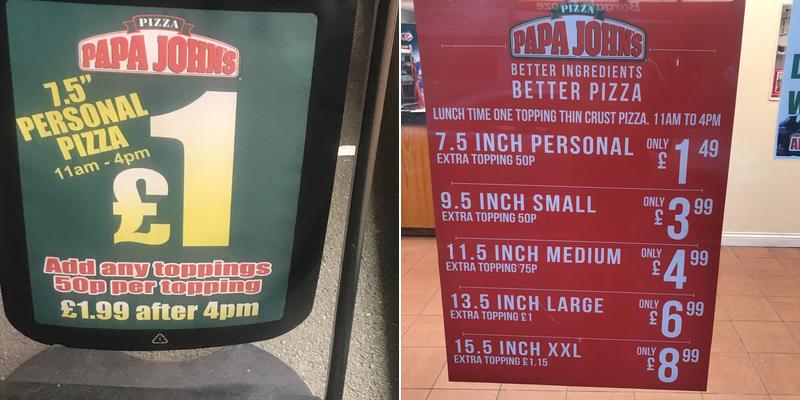 PIZZA
PAPA JOHN'S
7.5"
PERSONAL
PIZZA
11am - 4pm
£1
Add any toppings
50p per topping
£1.99 after 4pm
PIZZA
PAPA JOHN'S
BETTER INGREDIENTS
BETTER PIZZA
LUNCH TIME ONE TOPPING THIN CRUST PIZZA. 11AM TO 4PM
7.5 INCH PERSONAL ONLY £1 49
EXTRA TOPPING 50P
9.5 INCH SMALL ONLY £3 99
EXTRA TOPPING 50P
11.5 INCH MEDIUM ONLY £4 99
EXTRA TOPPING 75P
13.5 INCH LARGE ONLY £6 99
EXTRA TOPPING £1
15.5 INCH XXL ONLY £8 99
EXTRA TOPPING £1.15